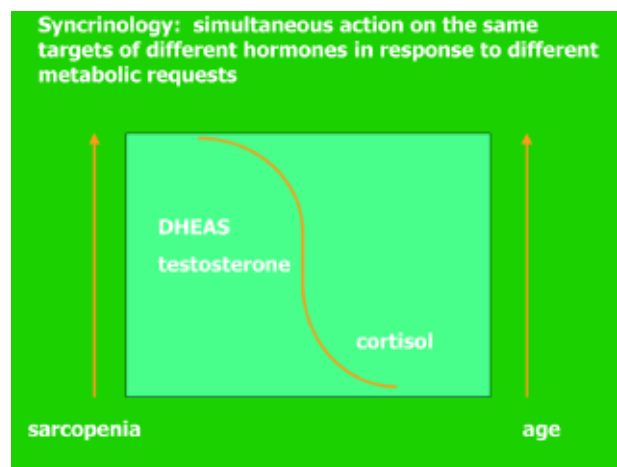 Syncrinology:  simultaneous action on the same
targets of different hormones in response to different
metabolic requests
DHEAS
testosterone
cortisol
sarcopenia
age